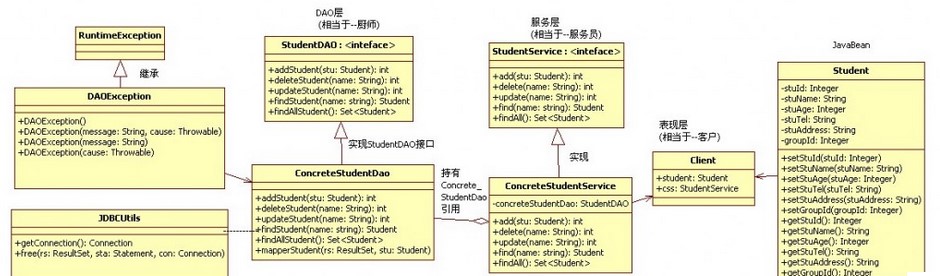 RuntimeException
继承
DAOException
+DAOException()
+DAOException(message: String, cause: Throwable)
+DAOException(message: String)
+DAOException(cause: Throwable)
JDBCUtils
+getConnection(): Connection
+free(rs: ResultSet, sta: Statement, con: Connection)
DAO层
(相当于--厨师)
StudentDAO : <inteface>
+addStudent(stu: Student): int
+deleteStudent(name: String): int
+updateStudent(name: String): int
+findStudent(name: string): Student
+findAllStudent(): Set<Student>
实现StudentDAO接口
ConcreteStudentDao
+addStudent(stu: Student): int
+deleteStudent(name: String): int
+updateStudent(name: string): int
+findStudent(name: string): Student
+findAllStudent(): Set<Student>
+mapperStudent(rs: ResultSet, stu: Student)
持有
Concrete_
StudentDao
引用
服务层
(相当于--服务员)
StudentService : <inteface>
+add(stu: Student): int
+delete(name: String): int
+update(name: String): int
+find(name: string): Student
+findAll(): Set<Student>
实现
ConcreteStudentService
-concreteStudentDao: StudentDAO
+add(stu: Student): int
+delete(name: String): int
+update(name: String): int
+find(name: string): Student
+findAll(): Set<Student>
表现层
(相当于--客户)
Client
+student: Student
+css: StudentService
JavaBean
Student
-stuId: Integer
-stuName: String
-stuAge: Integer
-stuTel: String
-stuAddress: String
-groupId: Integer
+setStuId(stuId: Integer)
+setStuName(stuName: String)
+setStuAge(stuAge: Integer)
+setStuTel(stuTel: String)
+setStuAddress(stuAddress: String)
+setGroupId(groupId: Integer)
+getStuId(): Integer
+getStuName(): String
+getStuAge(): Integer
+getStuTel(): String
+getStuAddress(): String
+getGroupID(): Integer